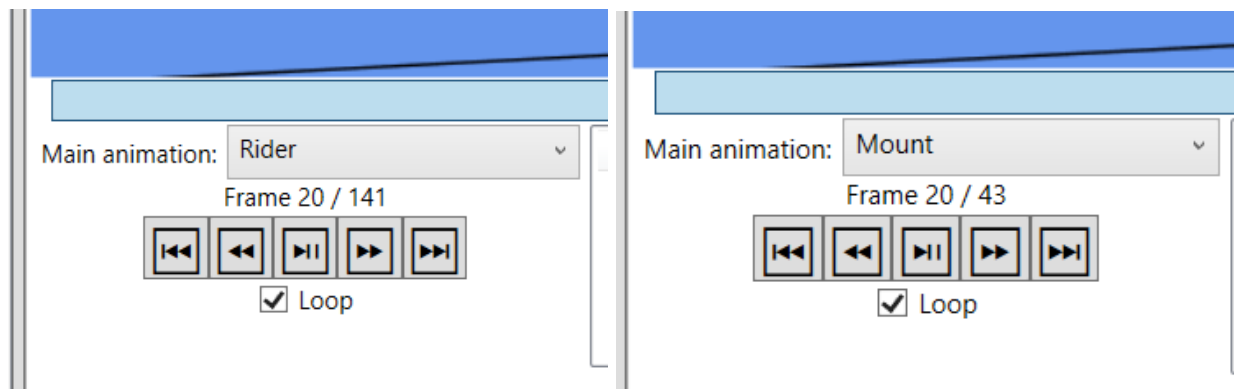 Main animation: Rider
Frame 20 / 141
Loop
Main animation: Mount
Frame 20 / 43
Loop